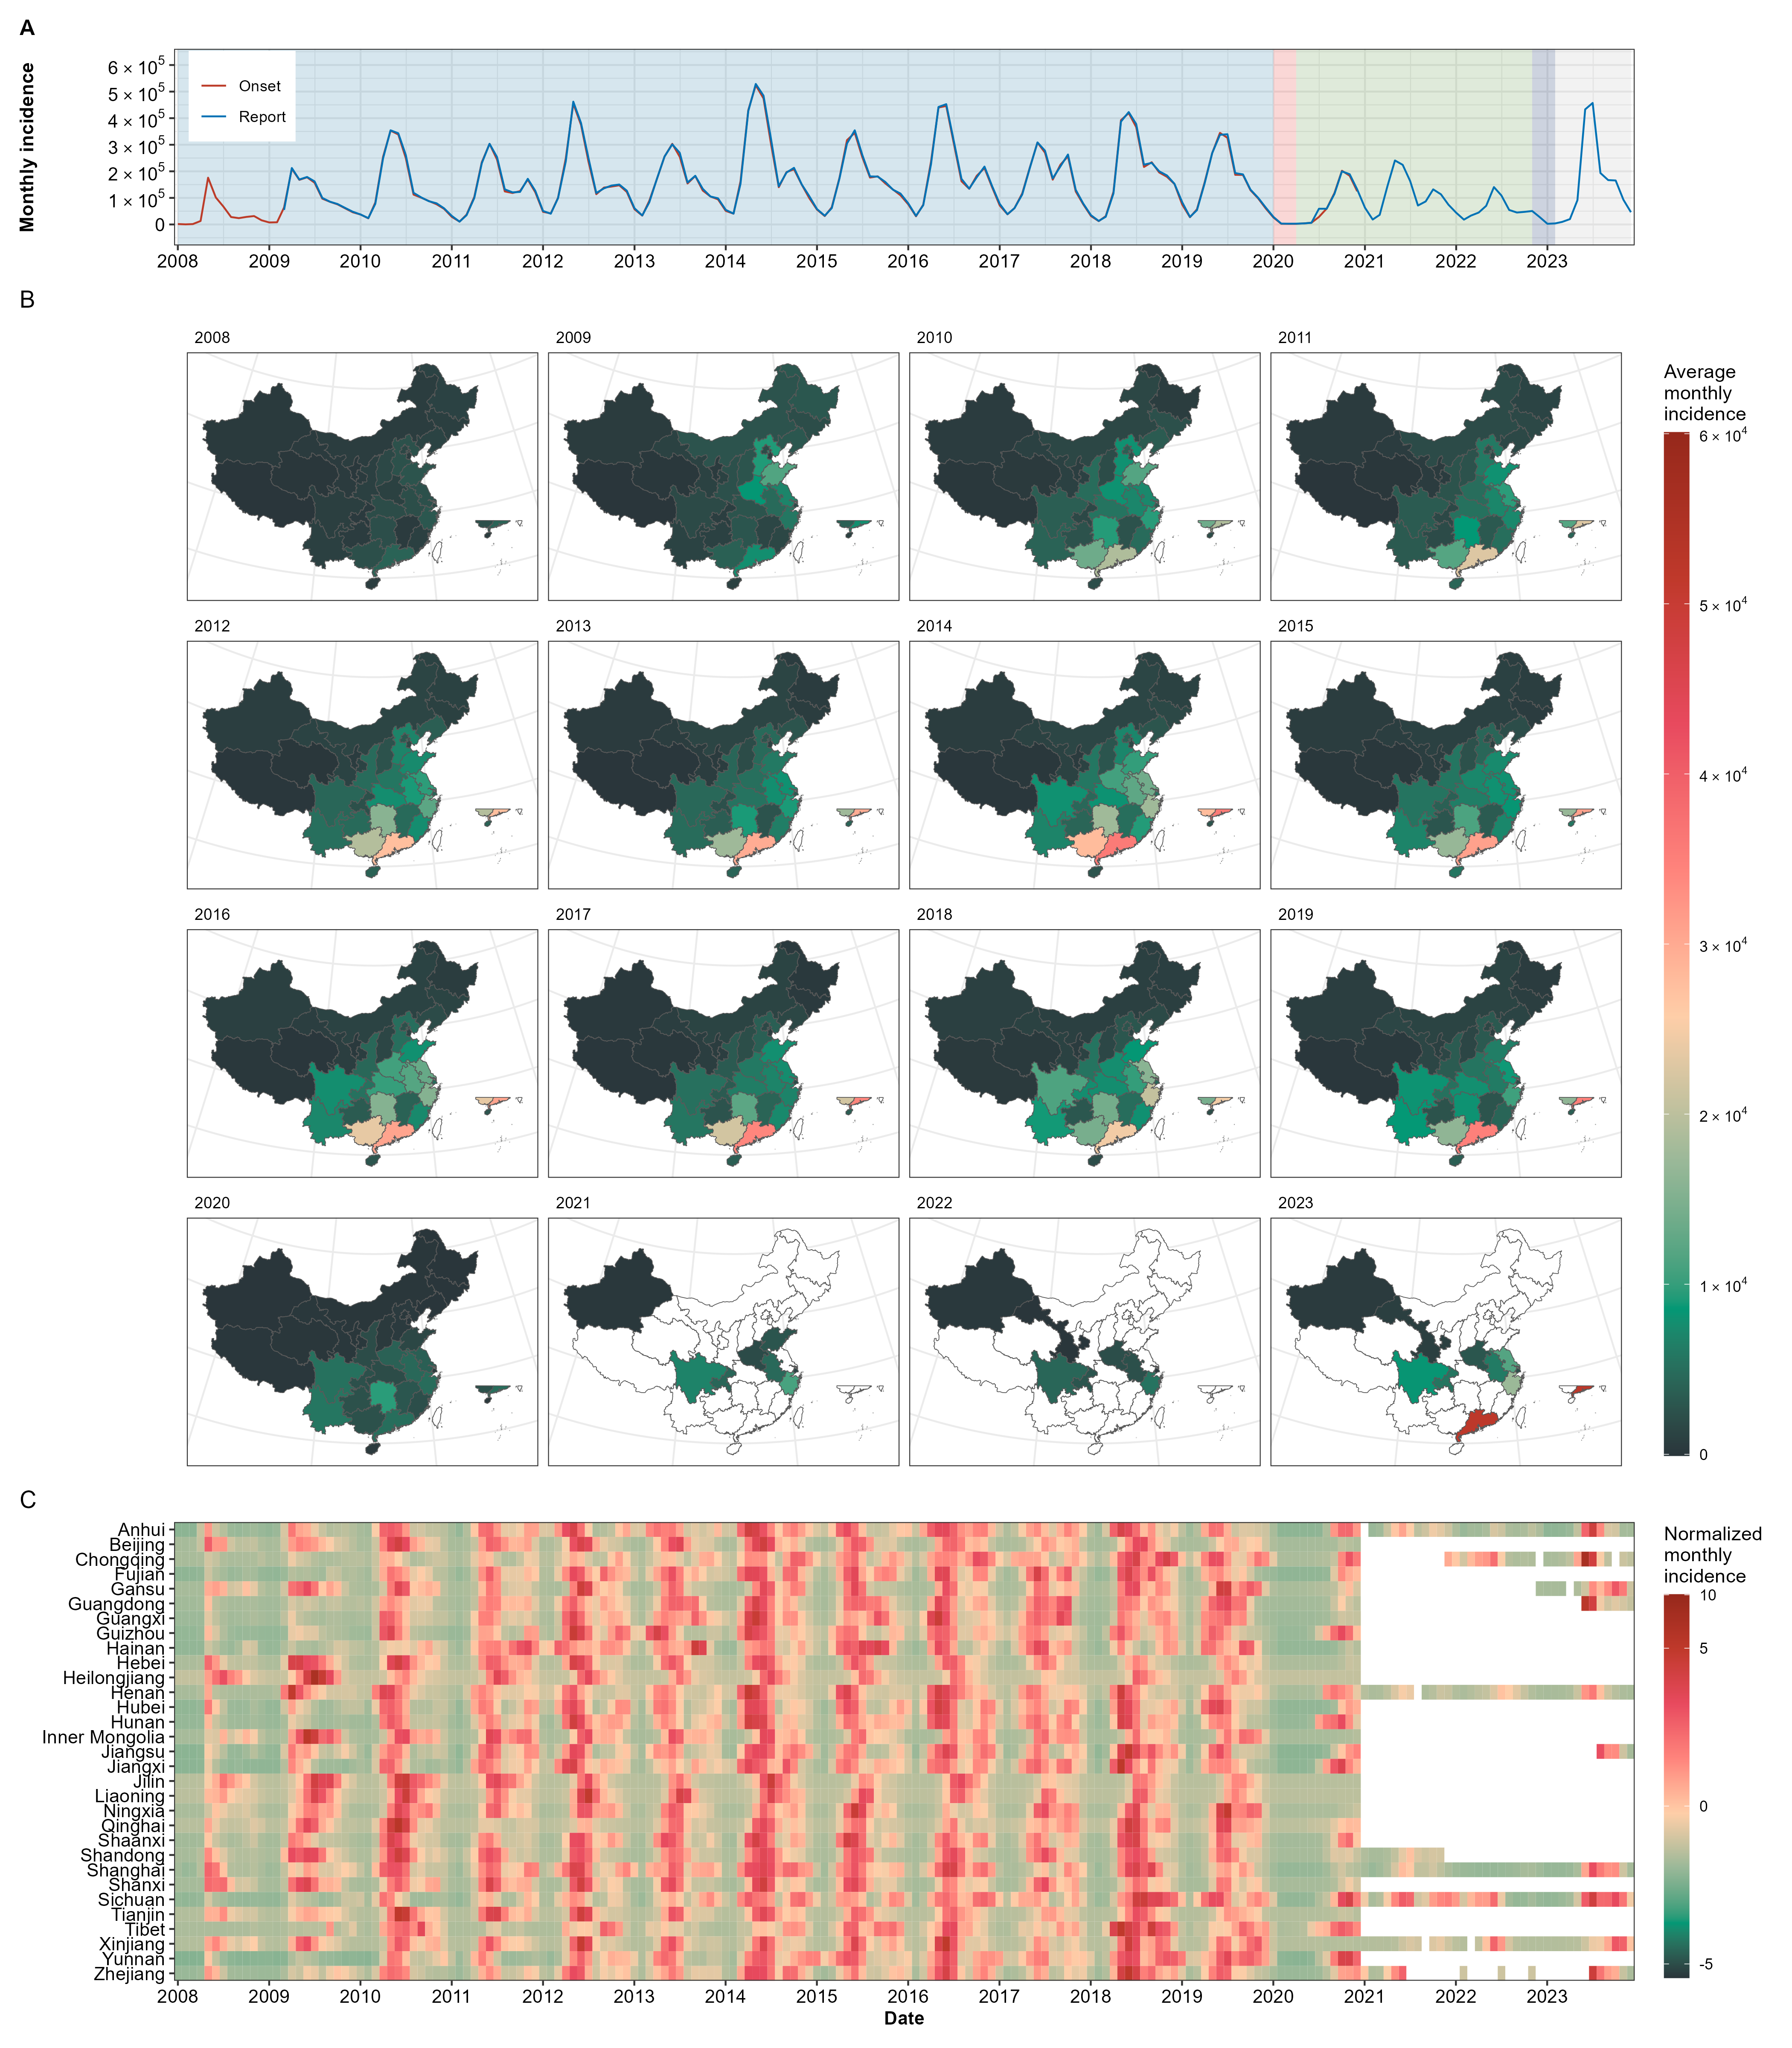 A
Monthly incidence
6 × 10⁵
5 × 10⁵
4 × 10⁵
3 × 10⁵
2 × 10⁵
1 × 10⁵
0
Onset
Report
2008 2009 2010 2011 2012 2013 2014 2015 2016 2017 2018 2019 2020 2021 2022 2023
B
2008 2009 2010 2011
2012 2013 2014 2015
2016 2017 2018 2019
2020 2021 2022 2023
Average
monthly
incidence
6 × 10⁴
5 × 10⁴
4 × 10⁴
3 × 10⁴
2 × 10⁴
1 × 10⁴
0
C
Anhui
Beijing
Chongqing
Fujian
Gansu
Guangdong
Guangxi
Guizhou
Hainan
Hebei
Heilongjiang
Henan
Hubei
Hunan
Inner Mongolia
Jiangsu
Jiangxi
Jilin
Liaoning
Ningxia
Qinghai
Shaanxi
Shandong
Shanghai
Shanxi
Sichuan
Tianjin
Tibet
Xinjiang
Yunnan
Zhejiang
2008 2009 2010 2011 2012 2013 2014 2015 2016 2017 2018 2019 2020 2021 2022 2023
Date
Normalized
monthly
incidence
10
5
0
-5